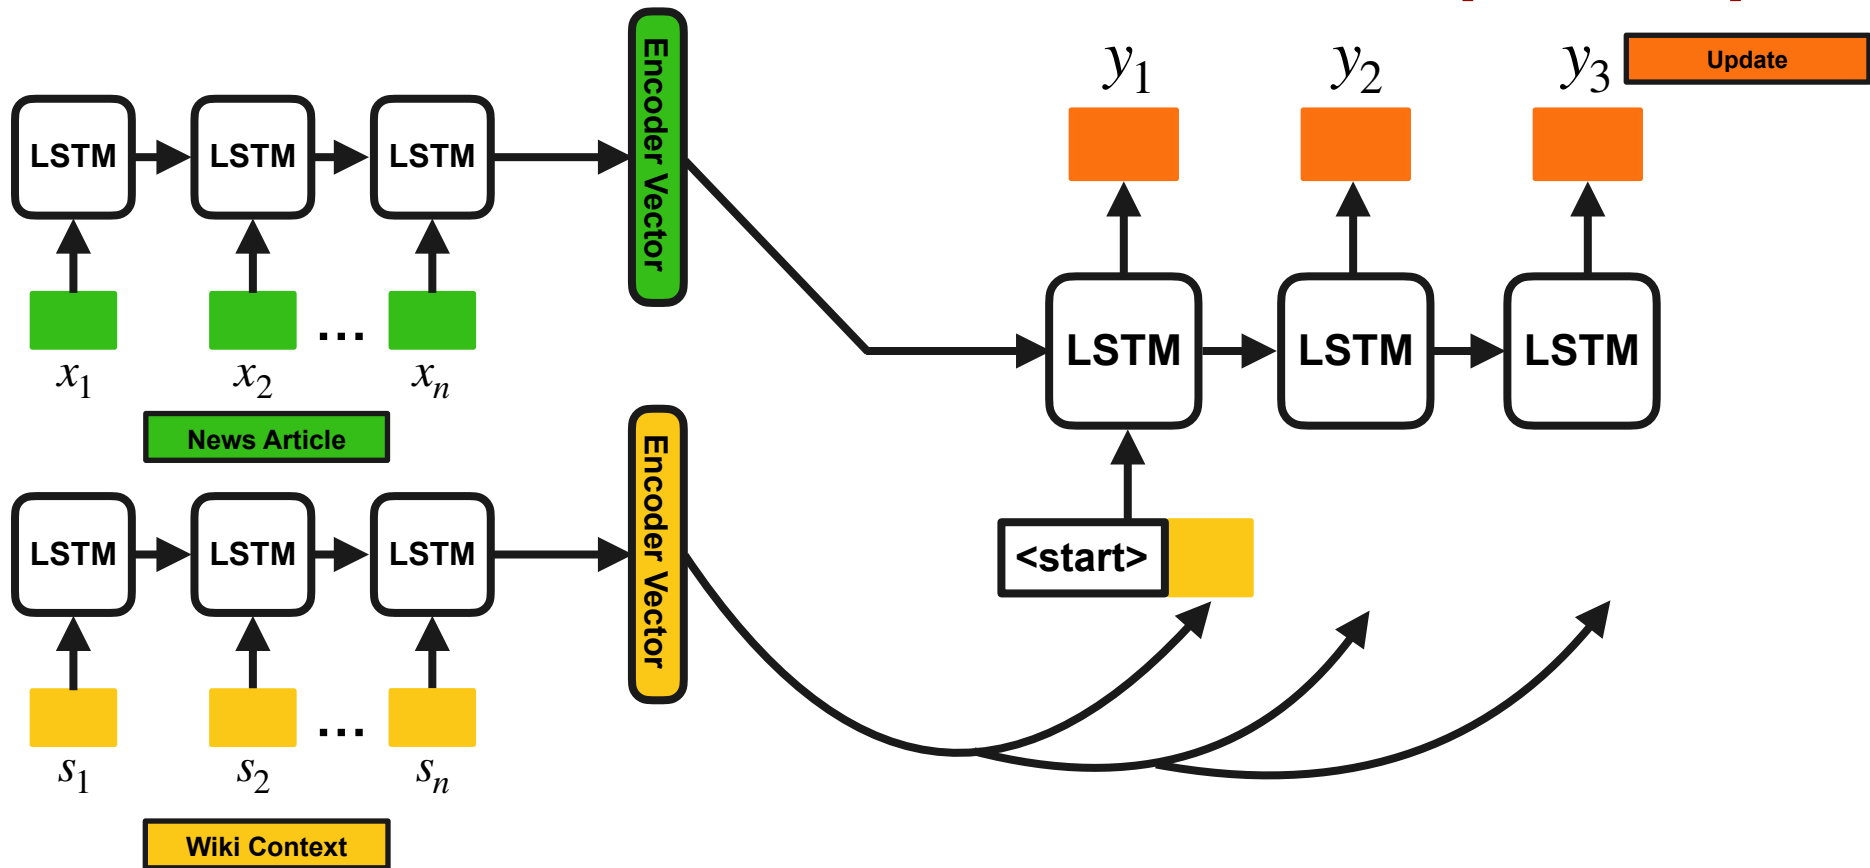 y1 y2 y3 Update
LSTM LSTM LSTM Encoder Vector
x1 x2 ... xn
News Article
LSTM LSTM LSTM
<start>
LSTM LSTM LSTM Encoder Vector
s1 s2 ... sn
Wiki Context